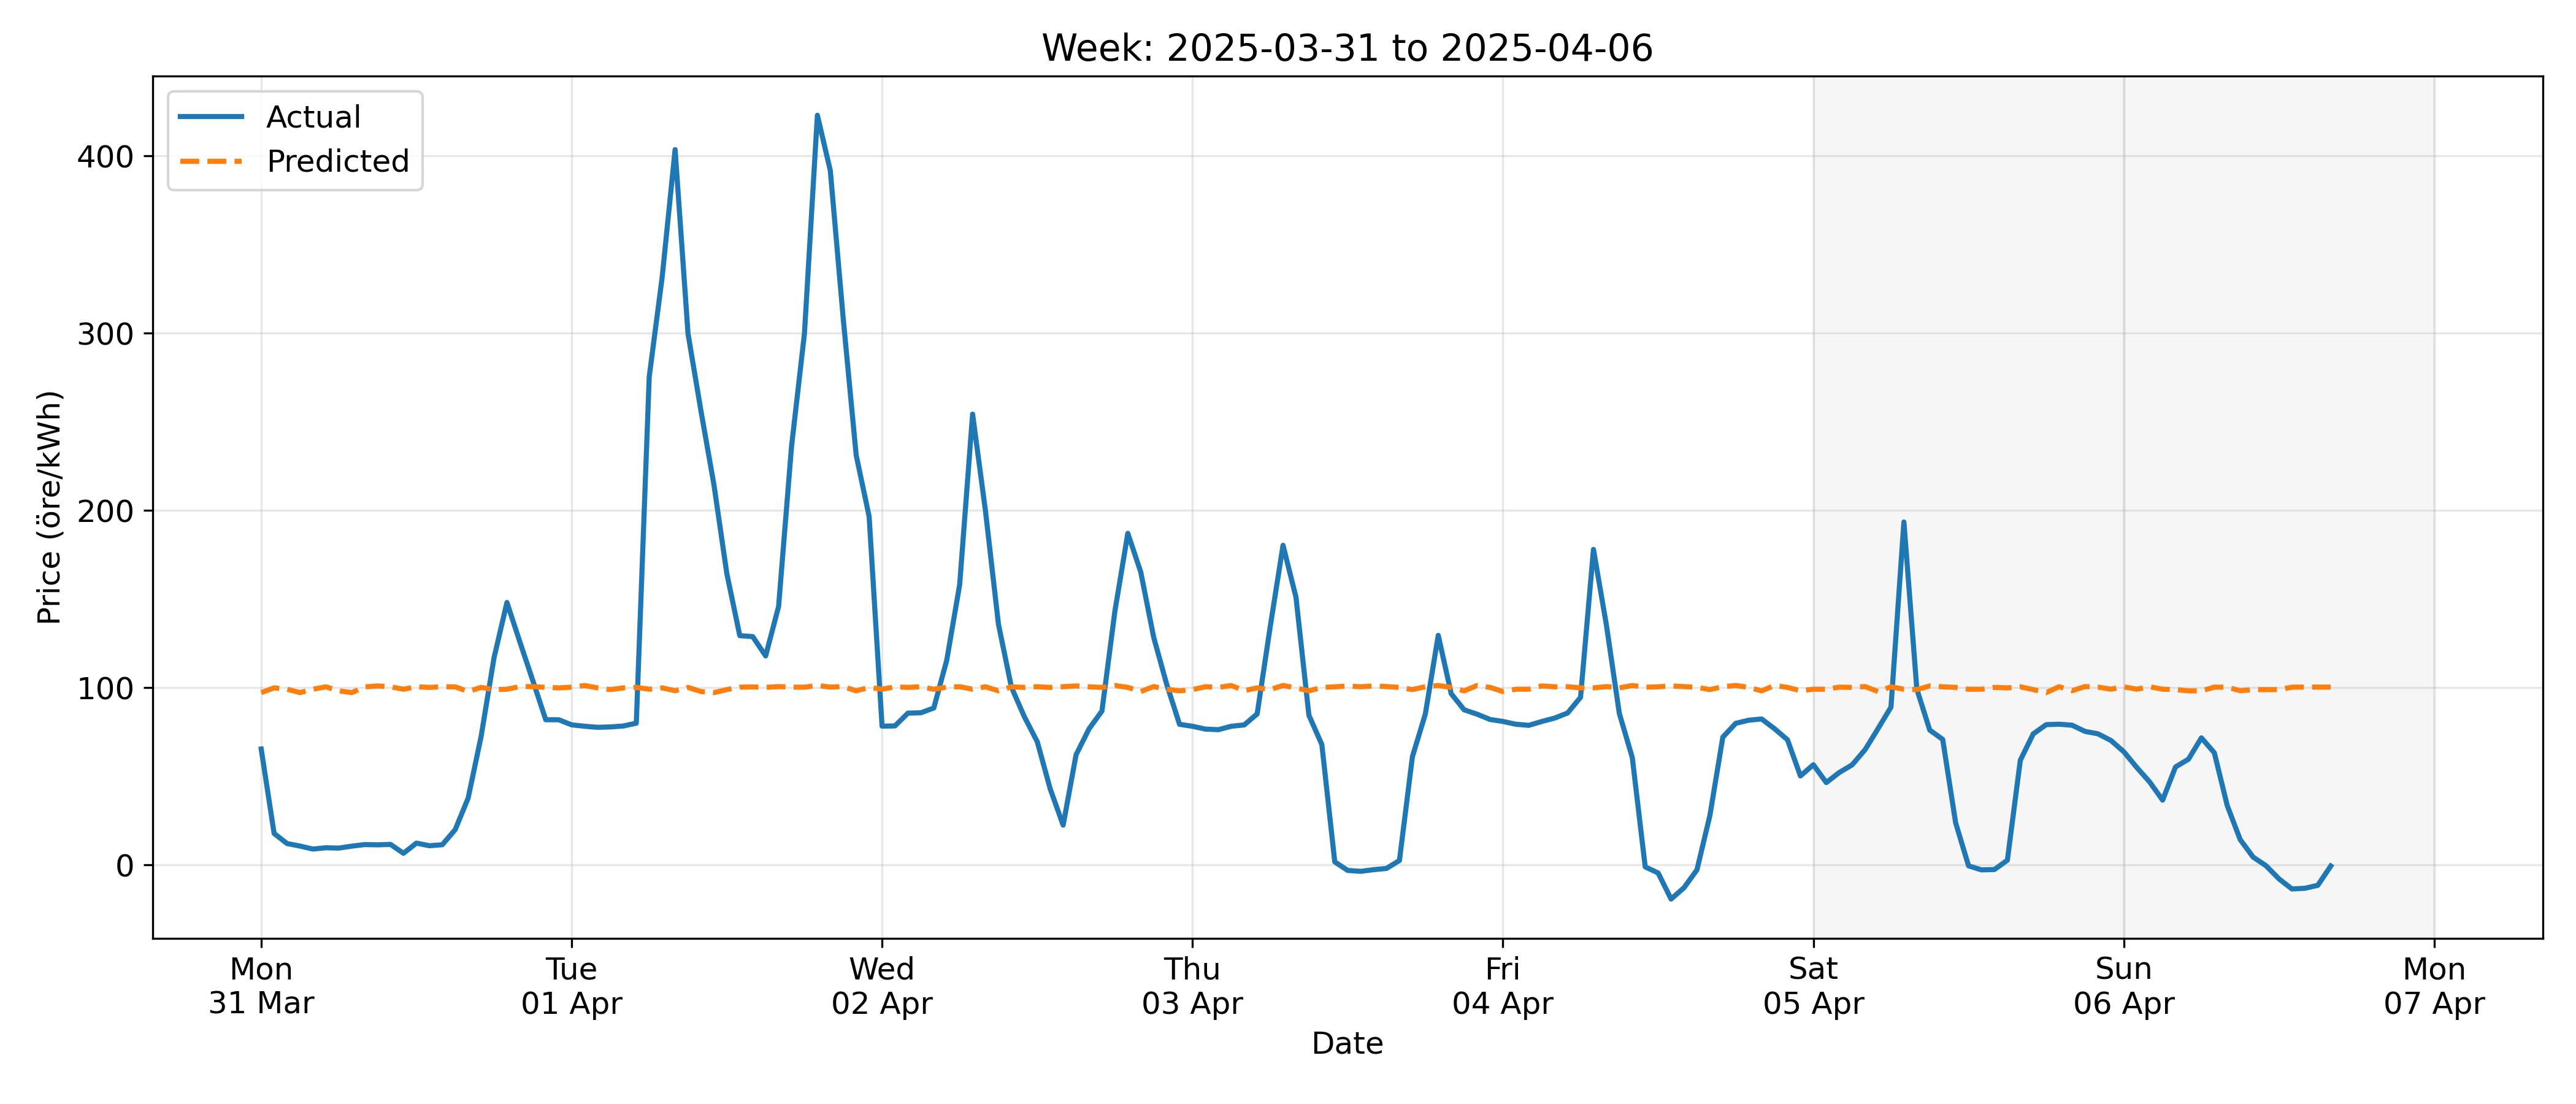 Week: 2025-03-31 to 2025-04-06
Actual
Predicted
Price (öre/kWh)
400
300
200
100
0
Mon
31 Mar
Tue
01 Apr
Wed
02 Apr
Thu
03 Apr
Fri
04 Apr
Sat
05 Apr
Sun
06 Apr
Mon
07 Apr
Date